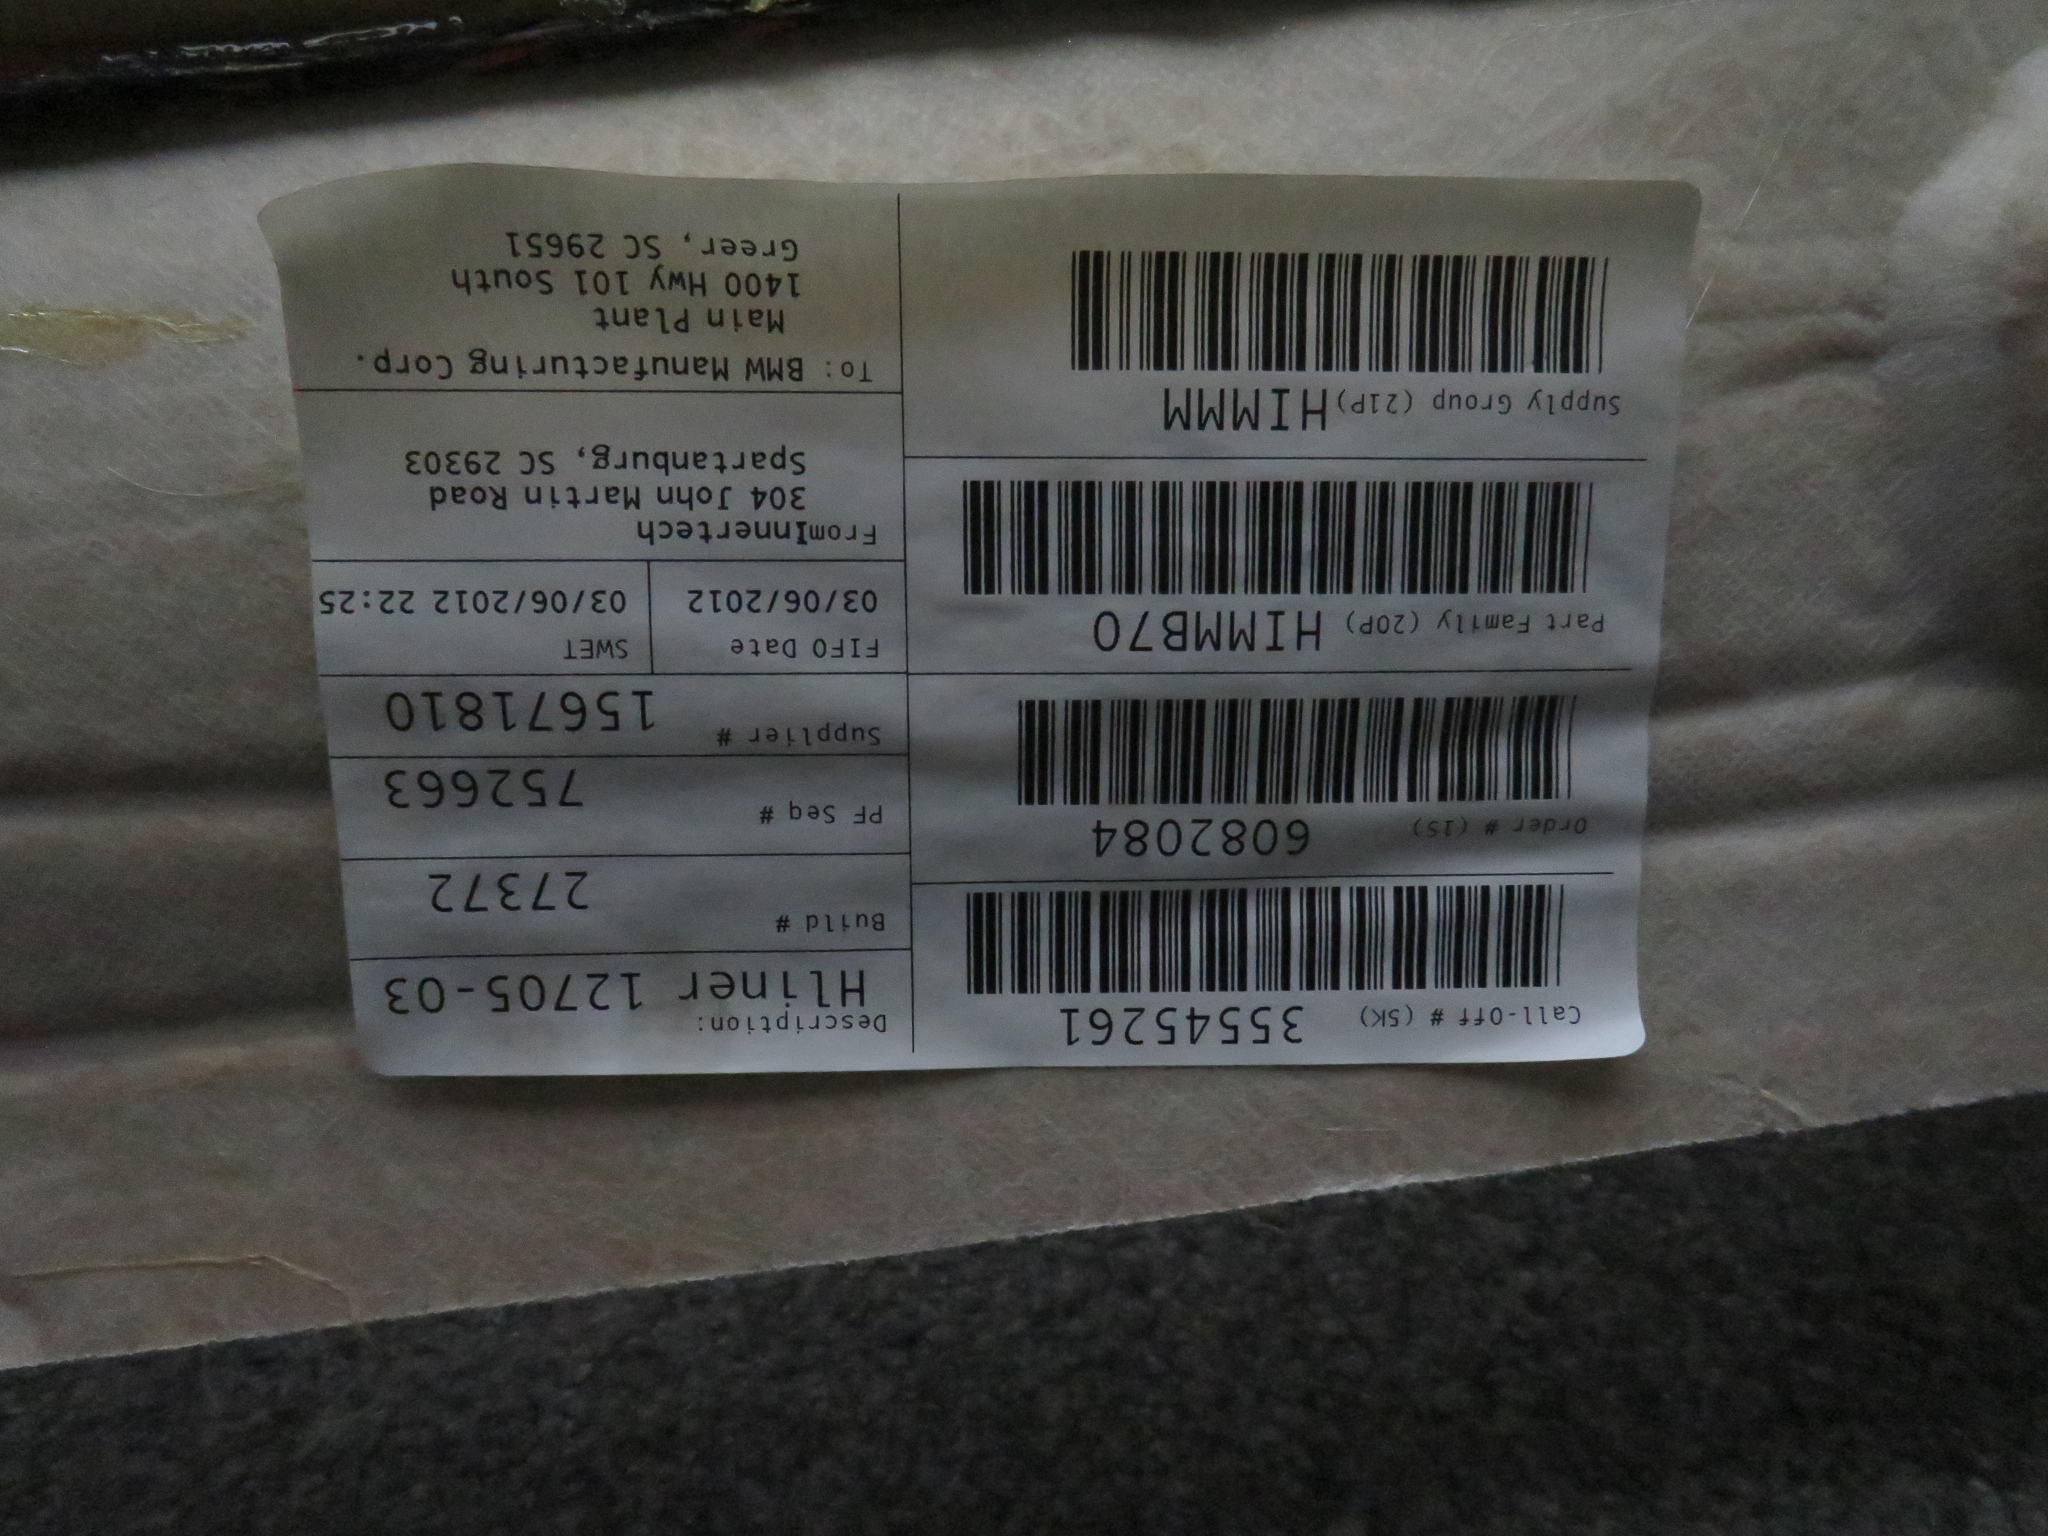 Call-Off # (5K) 35545261
Order # (1S) 6082084
Part Family (20P) HIMMB70
Supply Group (21P) HIMMM
Description:
Hliner 12705-03
Build # 27372
PF Seq # 752663
Supplier # 15671810
FIFO Date
03/06/2012
SWET
03/06/2012 22:25
FromInnertech
304 John Martin Road
Spartanburg, SC 29303
To: BMW Manufacturing Corp.
Main Plant
1400 Hwy 101 South
Greer, SC 29651